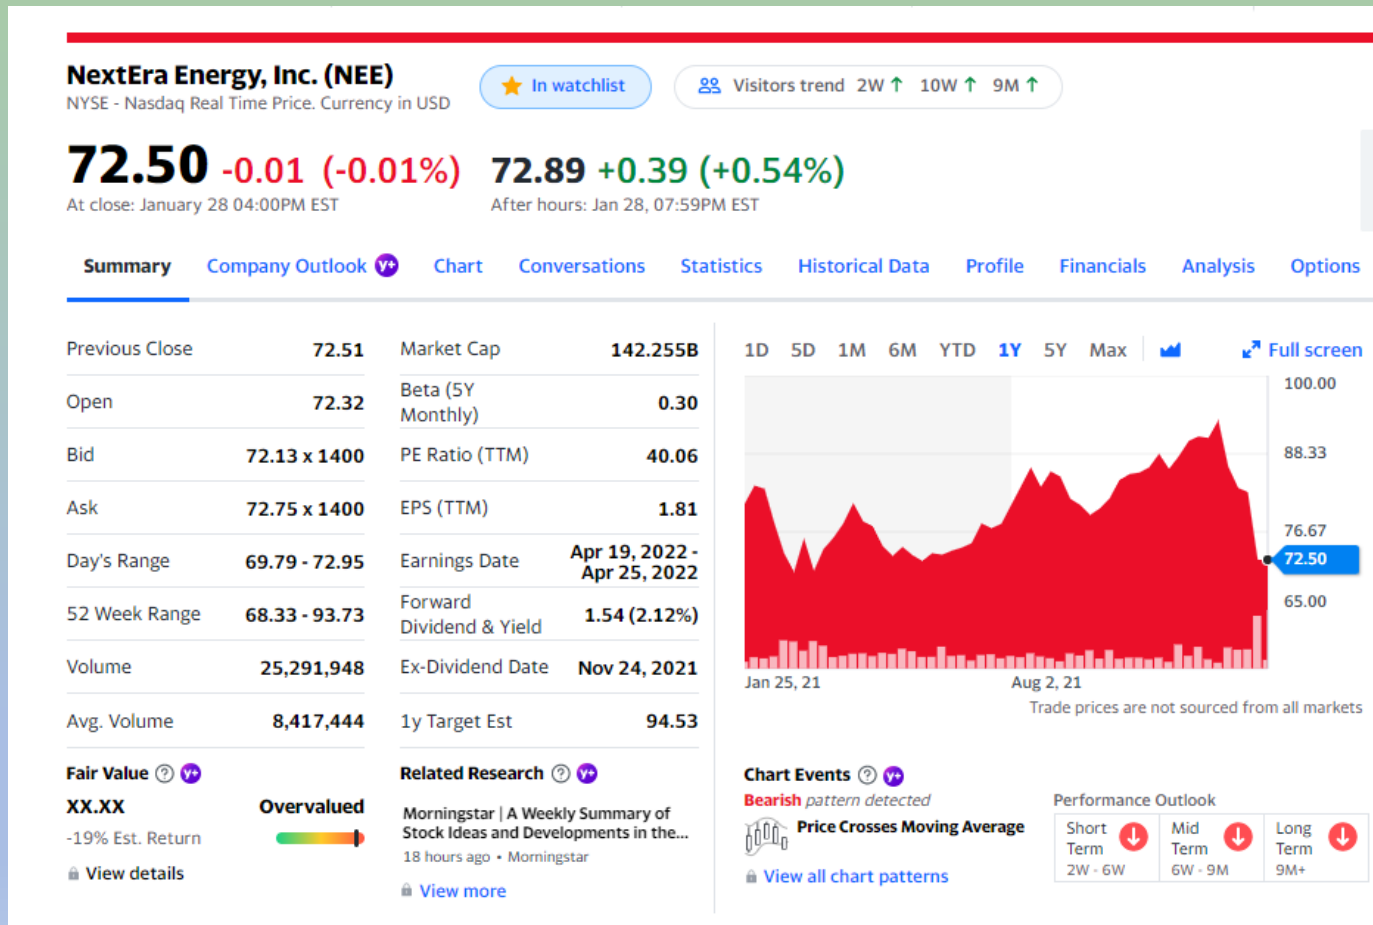 NextEra Energy, Inc. (NEE)
NYSE - Nasdaq Real Time Price. Currency in USD
In watchlist
Visitors trend 2W ↑ 10W ↑ 9M ↑
72.50 -0.01 (-0.01%) 72.89 +0.39 (+0.54%)
At close: January 28 04:00PM EST
After hours: Jan 28, 07:59PM EST
Summary Company Outlook Y+ Chart Conversations Statistics Historical Data Profile Financials Analysis Options
Previous Close 72.51
Open 72.32
Bid 72.13 x 1400
Ask 72.75 x 1400
Day's Range 69.79 - 72.95
52 Week Range 68.33 - 93.73
Volume 25,291,948
Avg. Volume 8,417,444
Market Cap 142.255B
Beta (5Y
Monthly) 0.30
PE Ratio (TTM) 40.06
EPS (TTM) 1.81
Earnings Date Apr 19, 2022 -
Apr 25, 2022
Forward
Dividend & Yield 1.54 (2.12%)
Ex-Dividend Date Nov 24, 2021
1y Target Est 94.53
1D 5D 1M 6M YTD 1Y 5Y Max Full screen
100.00
88.33
76.67
72.50
65.00
Jan 25, 21 Aug 2, 21
Trade prices are not sourced from all markets
Fair Value ? Y+
XX.XX Overvalued
-19% Est. Return
View details
Related Research ? Y+
Morningstar | A Weekly Summary of
Stock Ideas and Developments in the...
18 hours ago • Morningstar
View more
Chart Events ? Y+
Bearish pattern detected
Price Crosses Moving Average
View all chart patterns
Performance Outlook
Short
Term
2W - 6W
Mid
Term
6W - 9M
Long
Term
9M+